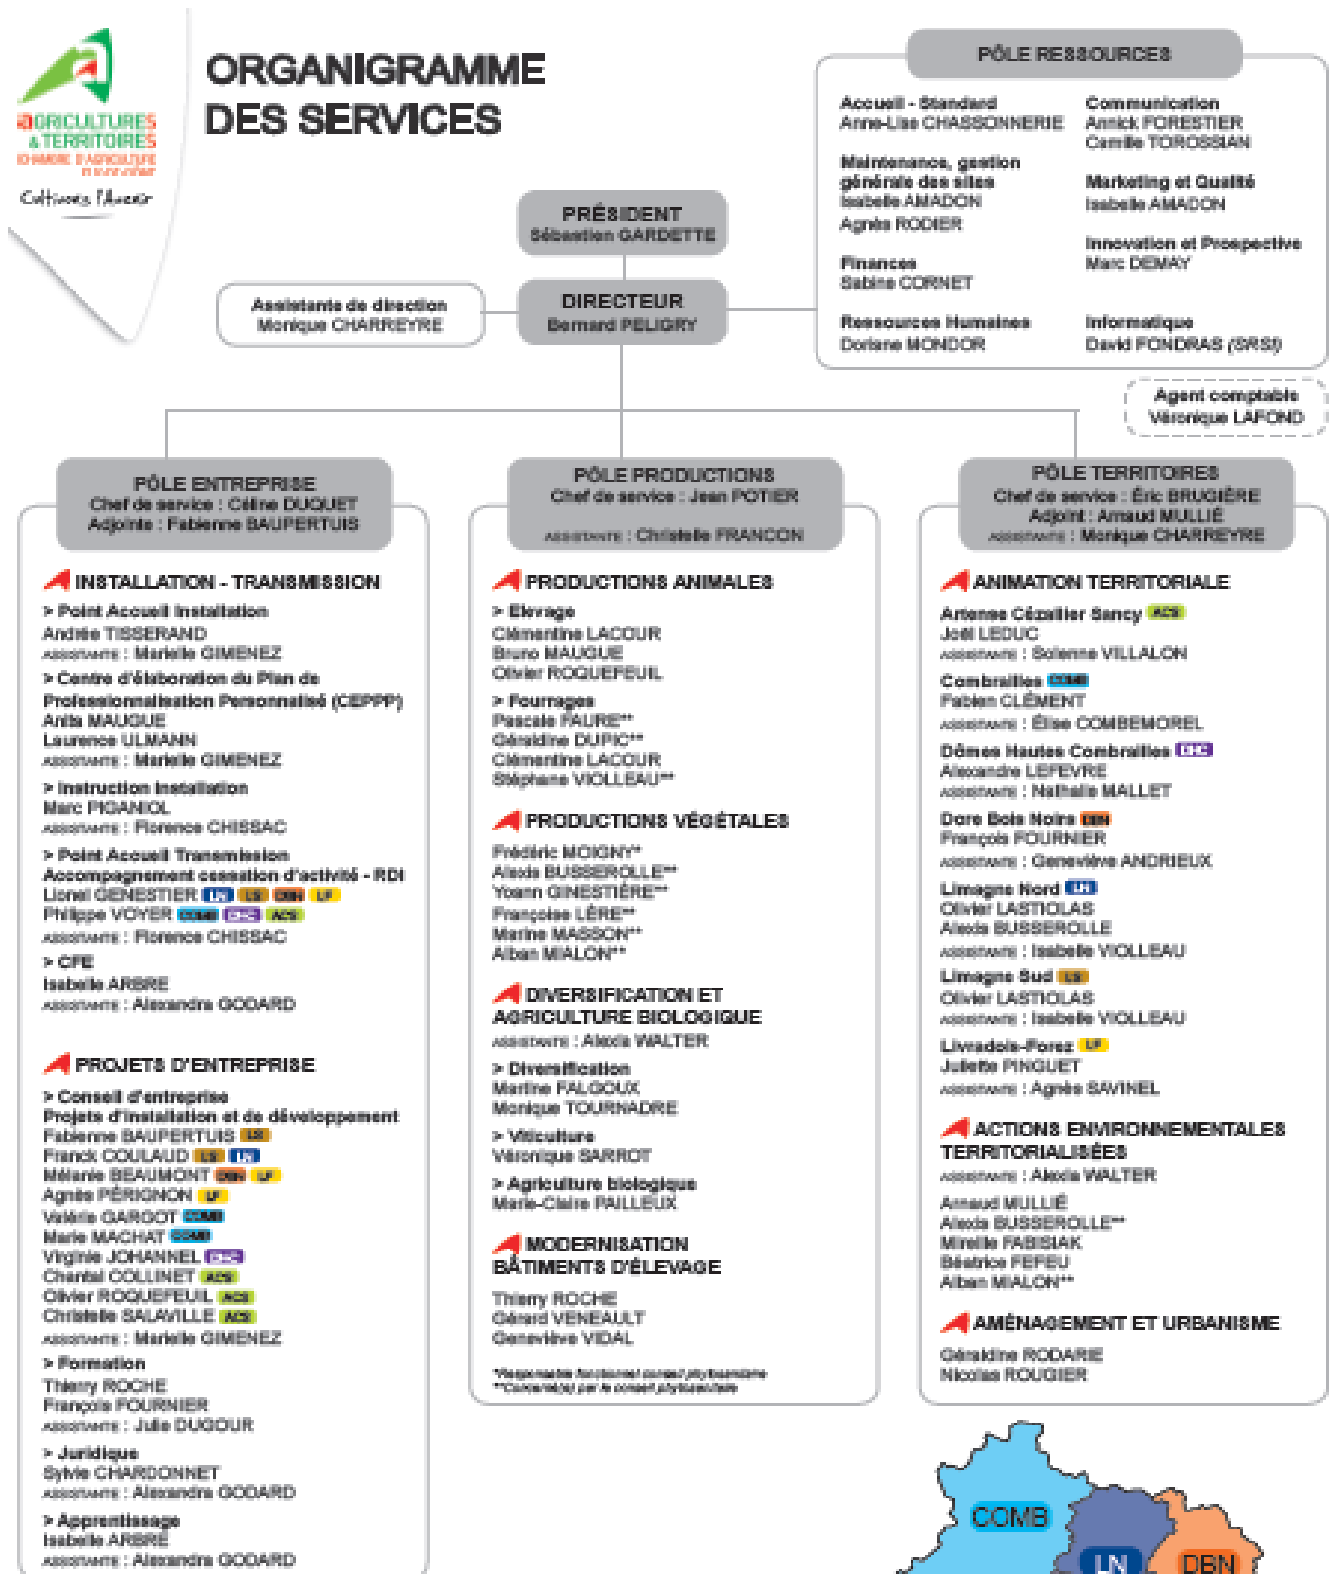 AGRICULTURES
& TERRITOIRES
CHAMBRE D'AGRICULTURE
PUY-DE-DÔME
Cultivons l'Avenir
ORGANIGRAMME
DES SERVICES
PRÉSIDENT
Sébastien GARDETTE
DIRECTEUR
Bernard PELIGRY
Assistante de direction
Monique CHARREYRE
PÔLE RESSOURCES
Accueil - Standard
Anne-Lise CHASSONNERIE
Maintenance, gestion
générale des sites
Isabelle AMADON
Agnès RODIER
Finances
Sabine CORNET
Ressources Humaines
Doriane MONDOR
Communication
Annick FORESTIER
Camille TOROSSIAN
Marketing et Qualité
Isabelle AMADON
Innovation et Prospective
Marc DEMAY
Informatique
David FONDRAS (SRSI)
Agent comptable
Véronique LAFOND
PÔLE ENTREPRISE
Chef de service : Céline DUQUET
Adjointe : Fabienne BAUPERTUIS
INSTALLATION - TRANSMISSION
> Point Accueil Installation
Andrée TISSERAND
ASSISTANTE : Marielle GIMENEZ
> Centre d'élaboration du Plan de
Professionnalisation Personnalisé (CEPPP)
Anita MAUGUE
Laurence ULMANN
ASSISTANTE : Marielle GIMENEZ
> Instruction Installation
Marc PIGANIOL
ASSISTANTE : Florence CHISSAC
> Point Accueil Transmission
Accompagnement cessation d'activité - RDI
Lionel GENESTIER LN LS DBN LF
Philippe VOYER COMB DHC ACS
ASSISTANTE : Florence CHISSAC
> CFE
Isabelle ARBRE
ASSISTANTE : Alexandra GODARD
PROJETS D'ENTREPRISE
> Conseil d'entreprise
Projets d'installation et de développement
Fabienne BAUPERTUIS LS
Franck COULAUD LS LN
Mélanie BEAUMONT DBN LF
Agnès PÉRIGNON LF
Valérie GARGOT COMB
Marie MACHAT COMB
Virginie JOHANNEL DHC
Chantal COLLINET ACS
Olivier ROQUEFEUIL ACS
Christelle SALAVILLE ACS
ASSISTANTE : Marielle GIMENEZ
> Formation
Thierry ROCHE
François FOURNIER
ASSISTANTE : Julie DUGOUR
> Juridique
Sylvie CHARDONNET
ASSISTANTE : Alexandra GODARD
> Apprentissage
Isabelle ARBRE
ASSISTANTE : Alexandra GODARD
PÔLE PRODUCTIONS
Chef de service : Jean POTIER
ASSISTANTE : Christelle FRANCON
PRODUCTIONS ANIMALES
> Elevage
Clémentine LACOUR
Bruno MAUGUE
Olivier ROQUEFEUIL
> Fourrages
Pascale FAURE**
Géraldine DUPIC**
Clémentine LACOUR
Stéphane VIOLLEAU**
PRODUCTIONS VÉGÉTALES
Frédéric MOIGNY*
Alexis BUSSEROLLE**
Yoann GINESTIÈRE**
Françoise LÈRE**
Marine MASSON**
Alban MIALON**
DIVERSIFICATION ET
AGRICULTURE BIOLOGIQUE
ASSISTANTE : Alexia WALTER
> Diversification
Martine FALGOUX
Monique TOURNADRE
> Viticulture
Véronique SARROT
> Agriculture biologique
Marie-Claire PAILLEUX
MODERNISATION
BÂTIMENTS D'ÉLEVAGE
Thierry ROCHE
Gérard VENEAULT
Geneviève VIDAL
*Responsable fonctionnel conseil phytosanitaire
**Concerné(e) par le conseil phytosanitaire
PÔLE TERRITOIRES
Chef de service : Éric BRUGIÈRE
Adjoint : Arnaud MULLIÉ
ASSISTANTE : Monique CHARREYRE
ANIMATION TERRITORIALE
Artense Cézallier Sancy ACS
Joël LEDUC
ASSISTANTE : Solenne VILLALON
Combrailles COMB
Fabien CLÉMENT
ASSISTANTE : Élise COMBEMOREL
Dômes Hautes Combrailles DHC
Alexandre LEFEVRE
ASSISTANTE : Nathalie MALLET
Dore Bois Noirs DBN
François FOURNIER
ASSISTANTE : Geneviève ANDRIEUX
Limagne Nord LN
Olivier LASTIOLAS
Alexis BUSSEROLLE
ASSISTANTE : Isabelle VIOLLEAU
Limagne Sud LS
Olivier LASTIOLAS
ASSISTANTE : Isabelle VIOLLEAU
Livradois-Forez LF
Juliette PINGUET
ASSISTANTE : Agnès SAVINEL
ACTIONS ENVIRONNEMENTALES
TERRITORIALISÉES
ASSISTANTE : Alexia WALTER
Arnaud MULLIÉ
Alexis BUSSEROLLE**
Mireille FABISIAK
Béatrice FEFEU
Alban MIALON**
AMÉNAGEMENT ET URBANISME
Géraldine RODARIE
Nicolas ROUGIER
COMB
LN
DBN